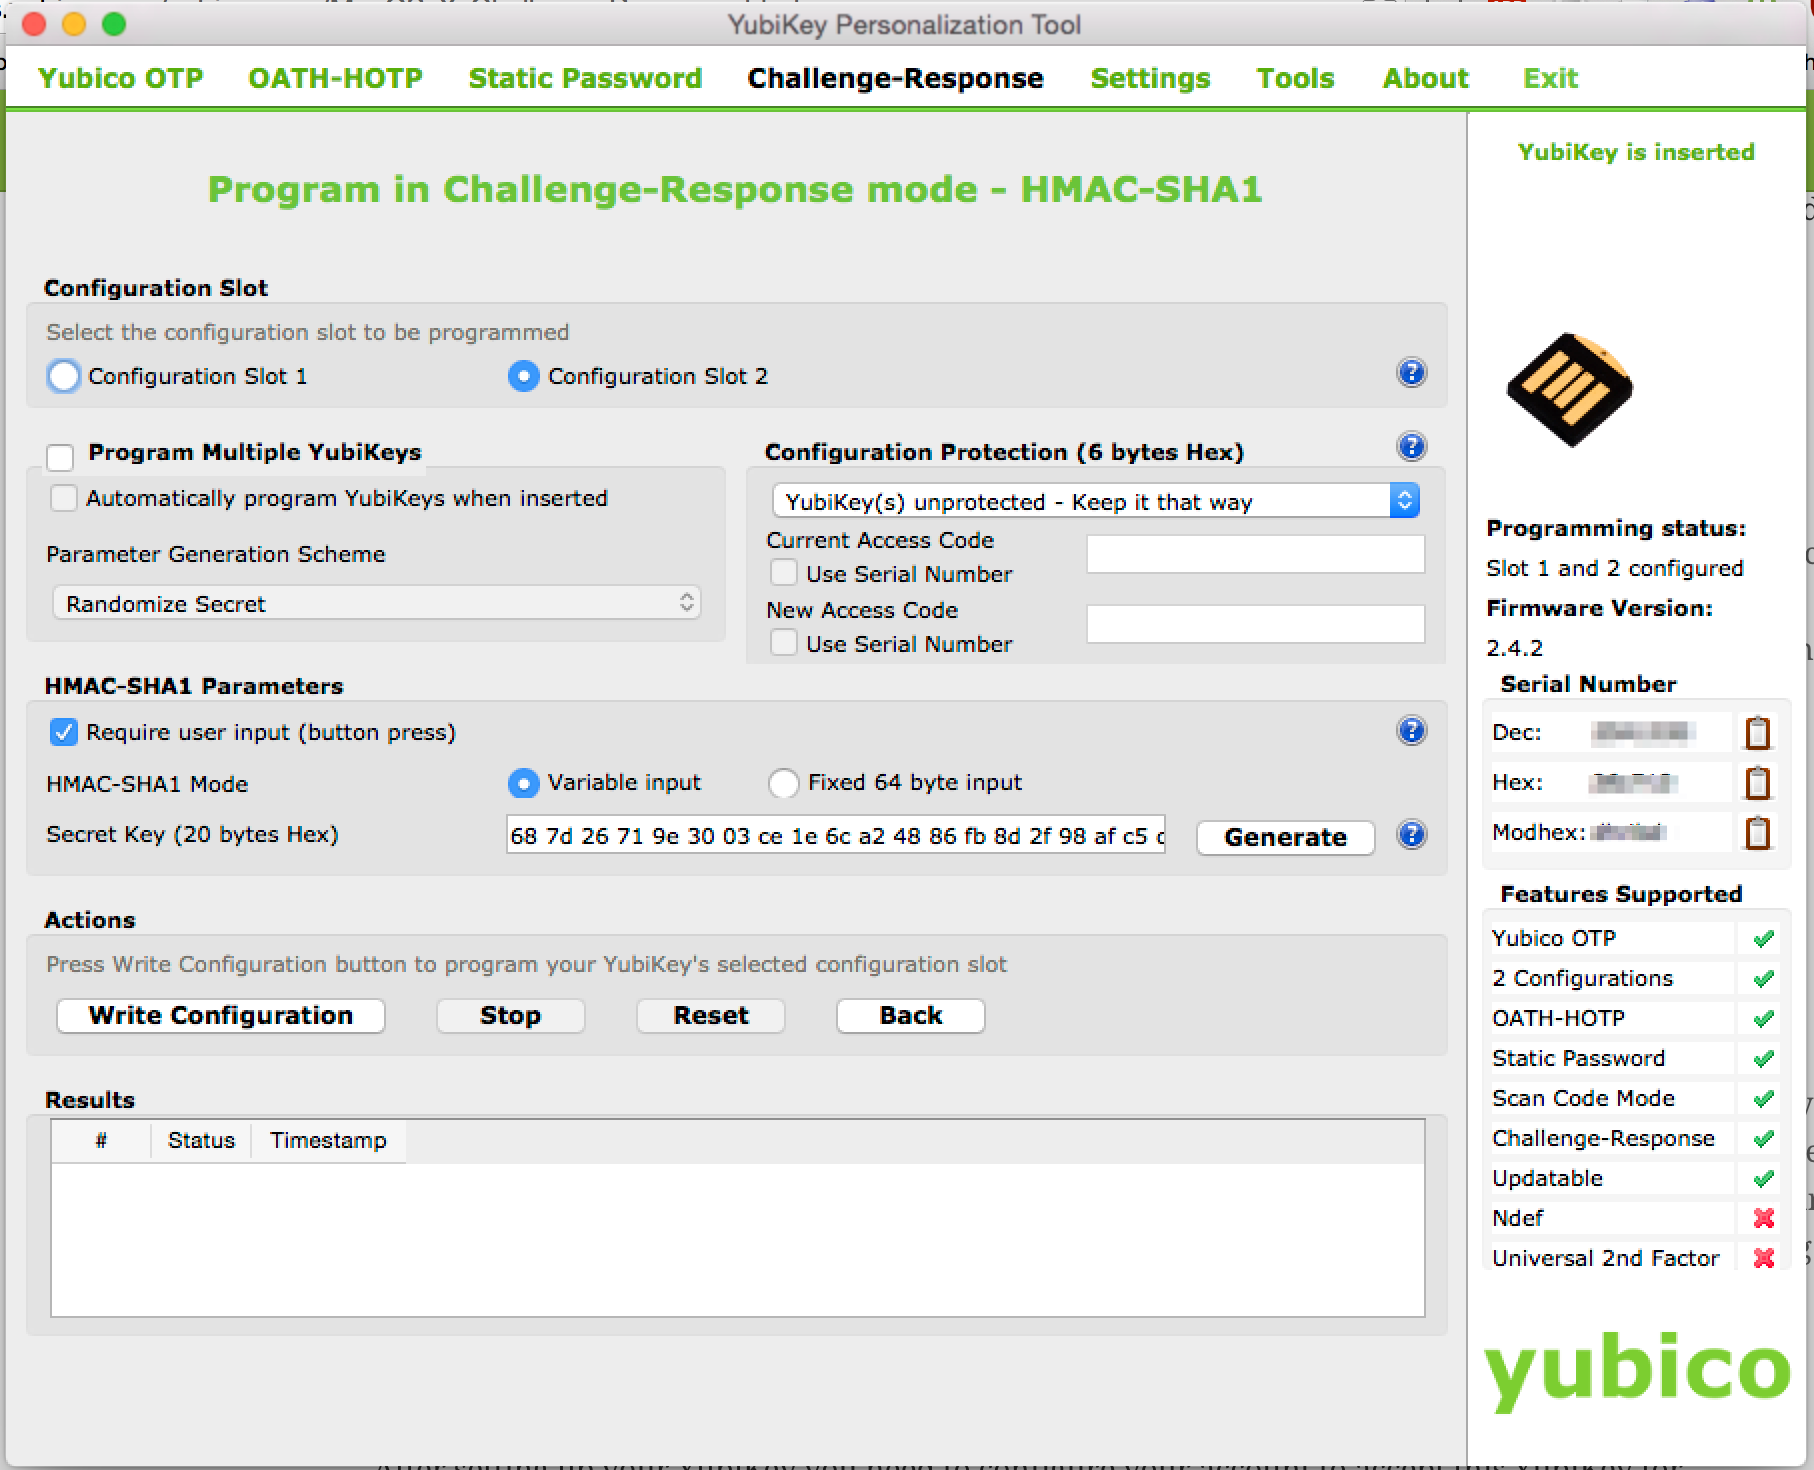 YubiKey Personalization Tool
Yubico OTP OATH-HOTP Static Password Challenge-Response Settings Tools About Exit
Program in Challenge-Response mode - HMAC-SHA1
Configuration Slot
Select the configuration slot to be programmed
Configuration Slot 1 Configuration Slot 2
Program Multiple YubiKeys
Automatically program YubiKeys when inserted
Parameter Generation Scheme
Randomize Secret
Configuration Protection (6 bytes Hex)
YubiKey(s) unprotected - Keep it that way
Current Access Code
Use Serial Number
New Access Code
Use Serial Number
HMAC-SHA1 Parameters
Require user input (button press)
HMAC-SHA1 Mode Variable input Fixed 64 byte input
Secret Key (20 bytes Hex) 68 7d 26 71 9e 30 03 ce 1e 6c a2 48 86 fb 8d 2f 98 af c5 Generate
Actions
Press Write Configuration button to program your YubiKey's selected configuration slot
Write Configuration Stop Reset Back
Results
# Status Timestamp
YubiKey is inserted
Programming status:
Slot 1 and 2 configured
Firmware Version:
2.4.2
Serial Number
Dec:
Hex:
Modhex:
Features Supported
Yubico OTP
2 Configurations
OATH-HOTP
Static Password
Scan Code Mode
Challenge-Response
Updatable
Ndef
Universal 2nd Factor
yubico